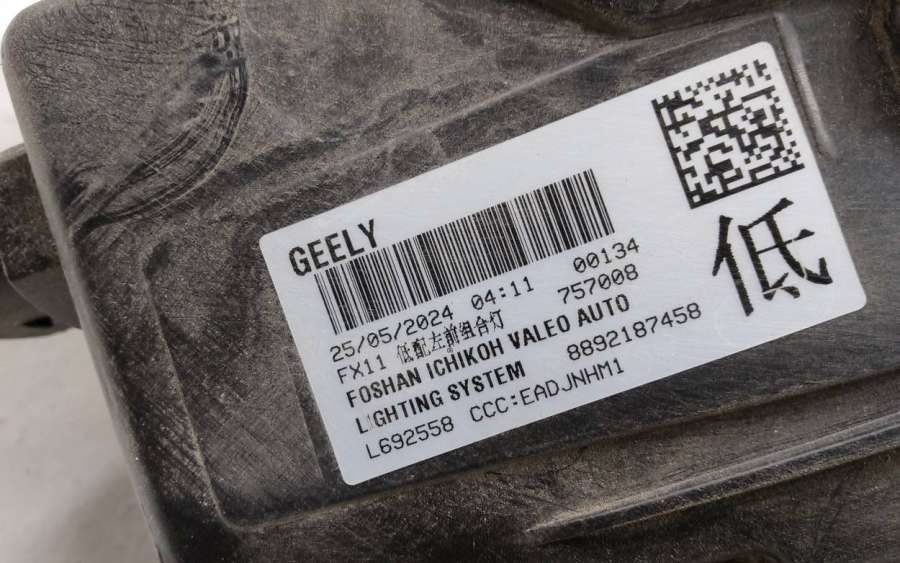 GEELY
25/05/2024 04:11 00134
FX11 低配左前组合灯 757008
FOSHAN ICHIKOH VALEO AUTO
LIGHTING SYSTEM 8892187458
L692558 CCC:EADJNHM1
低